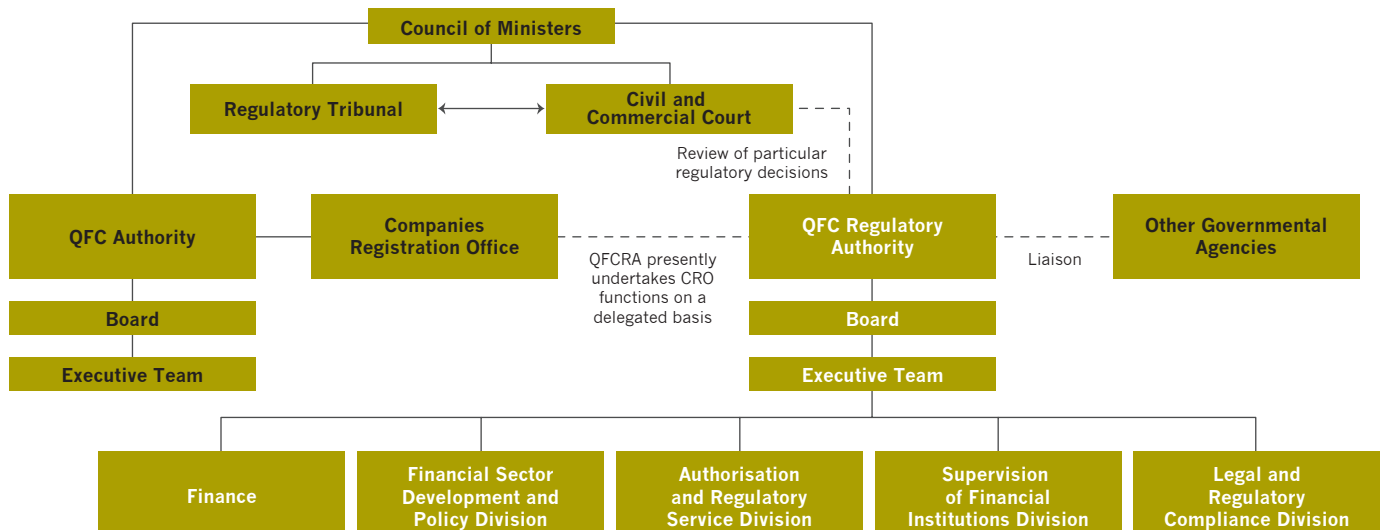 Council of Ministers
Regulatory Tribunal
Civil and
Commercial Court
Review of particular
regulatory decisions
QFC Authority
Companies
Registration Office
QFCRA presently
undertakes CRO
functions on a
delegated basis
QFC Regulatory
Authority
Liaison
Other Governmental
Agencies
Board
Board
Executive Team
Executive Team
Finance
Financial Sector
Development and
Policy Division
Authorisation
and Regulatory
Service Division
Supervision
of Financial
Institutions Division
Legal and
Regulatory
Compliance Division